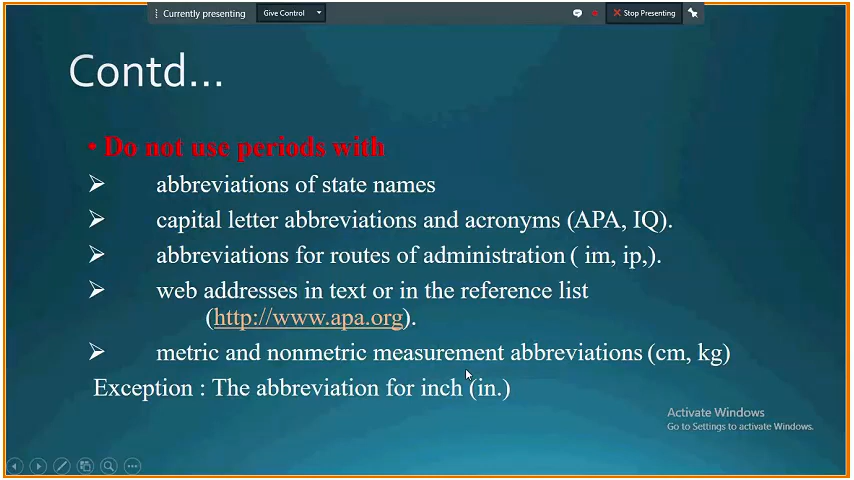 Currently presenting Give Control Stop Presenting
Contd...
• Do not use periods with
➢ abbreviations of state names
➢ capital letter abbreviations and acronyms (APA, IQ).
➢ abbreviations for routes of administration ( im, ip,).
➢ web addresses in text or in the reference list
(http://www.apa.org).
➢ metric and nonmetric measurement abbreviations (cm, kg)
Exception : The abbreviation for inch (in.)
Activate Windows
Go to Settings to activate Windows.